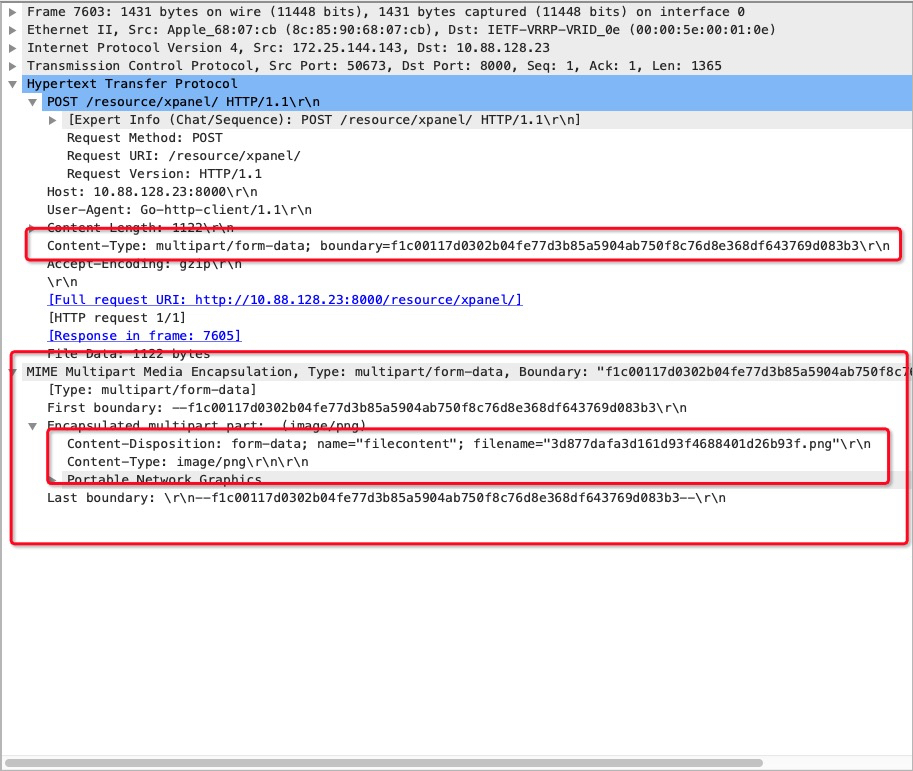 Frame 7603: 1431 bytes on wire (11448 bits), 1431 bytes captured (11448 bits) on interface 0
Ethernet II, Src: Apple_68:07:cb (8c:85:90:68:07:cb), Dst: IETF-VRRP-VRID_0e (00:00:5e:00:01:0e)
Internet Protocol Version 4, Src: 172.25.144.143, Dst: 10.88.128.23
Transmission Control Protocol, Src Port: 50673, Dst Port: 8000, Seq: 1, Ack: 1, Len: 1365
Hypertext Transfer Protocol
POST /resource/xpanel/ HTTP/1.1\r\n
[Expert Info (Chat/Sequence): POST /resource/xpanel/ HTTP/1.1\r\n]
Request Method: POST
Request URI: /resource/xpanel/
Request Version: HTTP/1.1
Host: 10.88.128.23:8000\r\n
User-Agent: Go-http-client/1.1\r\n
Content-Length: 1122\r\n
Content-Type: multipart/form-data; boundary=f1c00117d0302b04fe77d3b85a5904ab750f8c76d8e368df643769d083b3\r\n
Accept-Encoding: gzip\r\n
\r\n
[Full request URI: http://10.88.128.23:8000/resource/xpanel/]
[HTTP request 1/1]
[Response in frame: 7605]
File Data: 1122 bytes
MIME Multipart Media Encapsulation, Type: multipart/form-data, Boundary: "f1c00117d0302b04fe77d3b85a5904ab750f8c76
[Type: multipart/form-data]
First boundary: --f1c00117d0302b04fe77d3b85a5904ab750f8c76d8e368df643769d083b3\r\n
Encapsulated multipart part:  (image/png)
Content-Disposition: form-data; name="filecontent"; filename="3d877dafa3d161d93f4688401d26b93f.png"\r\n
Content-Type: image/png\r\n\r\n
Portable Network Graphics
Last boundary: \r\n--f1c00117d0302b04fe77d3b85a5904ab750f8c76d8e368df643769d083b3--\r\n